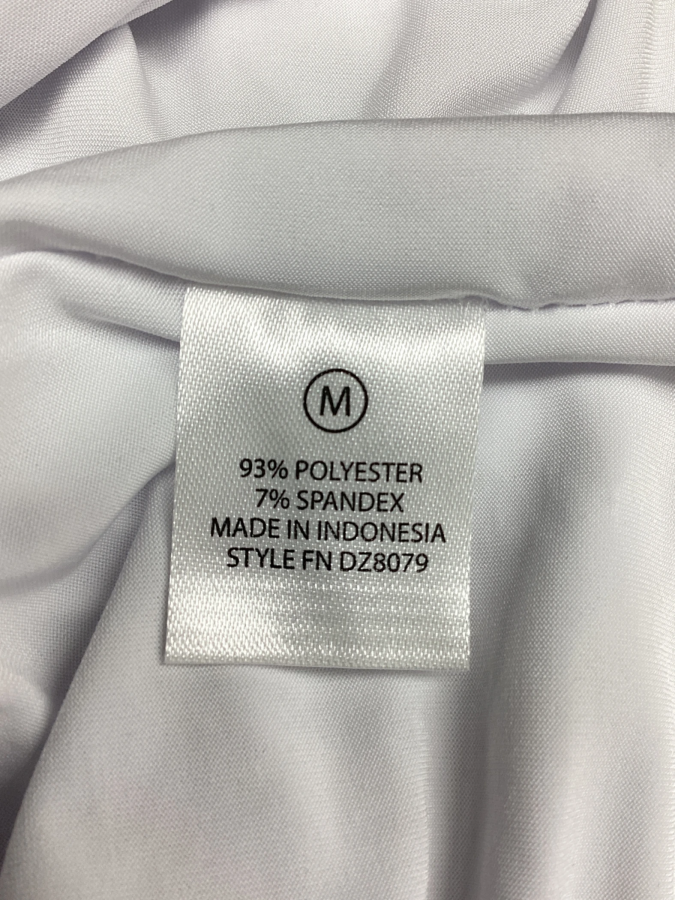 M
93% POLYESTER
7% SPANDEX
MADE IN INDONESIA
STYLE FN DZ8079